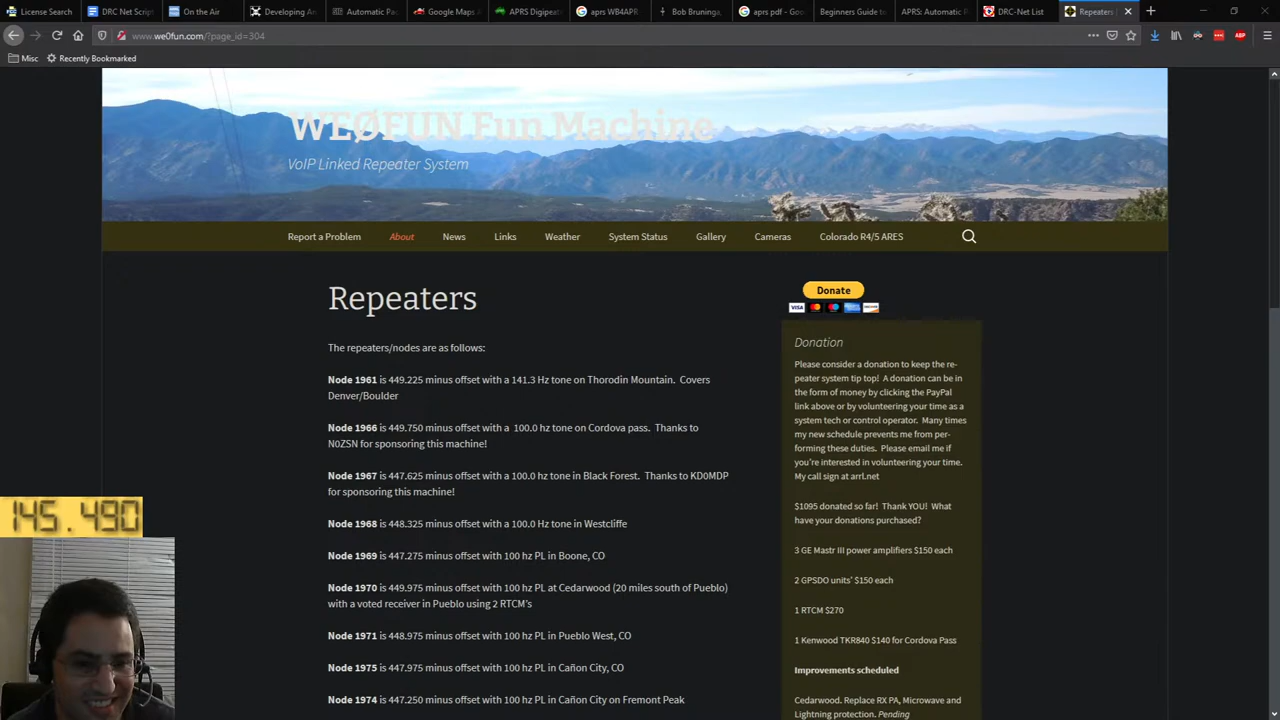 License Search
DRC Net Script
On the Air
Developing An
Automatic Pac
Google Maps A
APRS Digipeat
aprs WB4APR
Bob Bruninga,
aprs pdf - Goo
Beginners Guide to
APRS: Automatic R
DRC-Net List
Repeaters |
www.we0fun.com/?page_id=304
Misc
Recently Bookmarked
WEØFUN Fun Machine
VoIP Linked Repeater System
Report a Problem
About
News
Links
Weather
System Status
Gallery
Cameras
Colorado R4/5 ARES
Repeaters
The repeaters/nodes are as follows:
Node 1961 is 449.225 minus offset with a 141.3 Hz tone on Thorodin Mountain. Covers
Denver/Boulder
Node 1966 is 449.750 minus offset with a 100.0 hz tone on Cordova pass. Thanks to
N0ZSN for sponsoring this machine!
Node 1967 is 447.625 minus offset with a 100.0 hz tone in Black Forest. Thanks to KD0MDP
for sponsoring this machine!
Node 1968 is 448.325 minus offset with a 100.0 Hz tone in Westcliffe
Node 1969 is 447.275 minus offset with 100 hz PL in Boone, CO
Node 1970 is 449.975 minus offset with 100 hz PL at Cedarwood (20 miles south of Pueblo)
with a voted receiver in Pueblo using 2 RTCM's
Node 1971 is 448.975 minus offset with 100 hz PL in Pueblo West, CO
Node 1975 is 447.975 minus offset with 100 hz PL in Cañon City, CO
Node 1974 is 447.250 minus offset with 100 hz PL in Cañon City on Fremont Peak
Donate
VISA
DISCOVER
Donation
Please consider a donation to keep the re-
peater system tip top! A donation can be in
the form of money by clicking the PayPal
link above or by volunteering your time as a
system tech or control operator. Many times
my new schedule prevents me from per-
forming these duties. Please email me if
you're interested in volunteering your time.
My call sign at arrl.net
$1095 donated so far! Thank YOU! What
have your donations purchased?
3 GE Mastr III power amplifiers $150 each
2 GPSDO units' $150 each
1 RTCM $270
1 Kenwood TKR840 $140 for Cordova Pass
Improvements scheduled
Cedarwood. Replace RX PA, Microwave and
Lightning protection. Pending
145.490
ABP